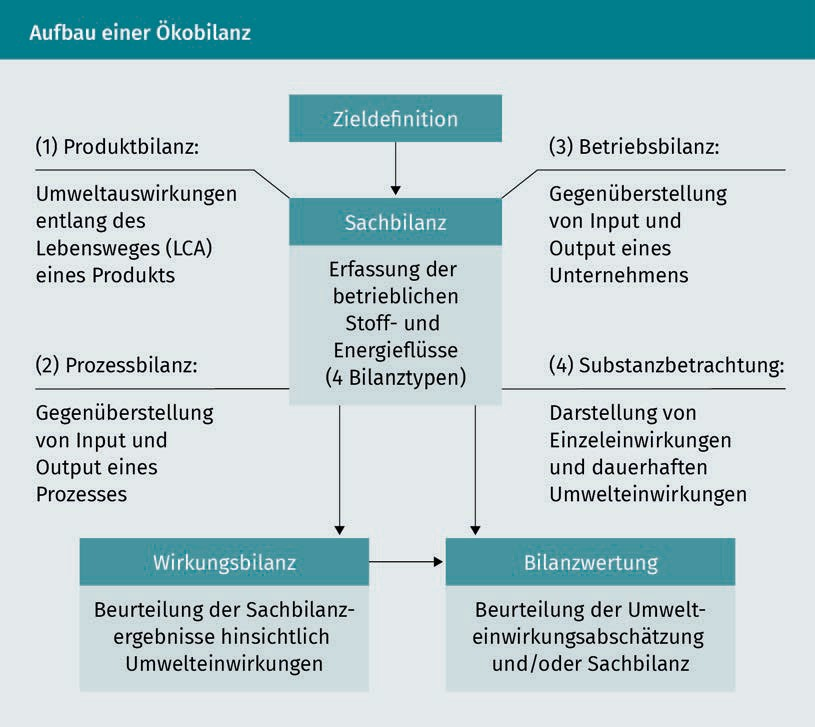 Aufbau einer Ökobilanz
Zieldefinition
(1) Produktbilanz:
Umweltauswirkungen
entlang des
Lebensweges (LCA)
eines Produkts
(3) Betriebsbilanz:
Gegenüberstellung
von Input und
Output eines
Unternehmens
Sachbilanz
Erfassung der
betrieblichen
Stoff- und
Energieflüsse
(4 Bilanztypen)
(2) Prozessbilanz:
Gegenüberstellung
von Input und
Output eines
Prozesses
(4) Substanzbetrachtung:
Darstellung von
Einzeleinwirkungen
und dauerhaften
Umwelteinwirkungen
Wirkungsbilanz
Beurteilung der Sachbilanz-
ergebnisse hinsichtlich
Umwelteinwirkungen
Bilanzwertung
Beurteilung der Umwelt-
einwirkungsabschätzung
und/oder Sachbilanz